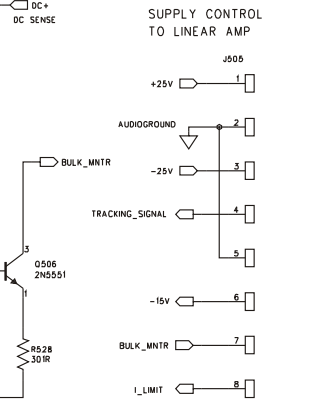 DC+
DC SENSE
SUPPLY CONTROL
TO LINEAR AMP
J505
+25V 1
AUDIOGROUND 2
-25V 3
BULK_MNTR
TRACKING_SIGNAL 4
3
Q506
2N5551
1
5
-15V 6
R528
301R
BULK_MNTR 7
I_LIMIT 8